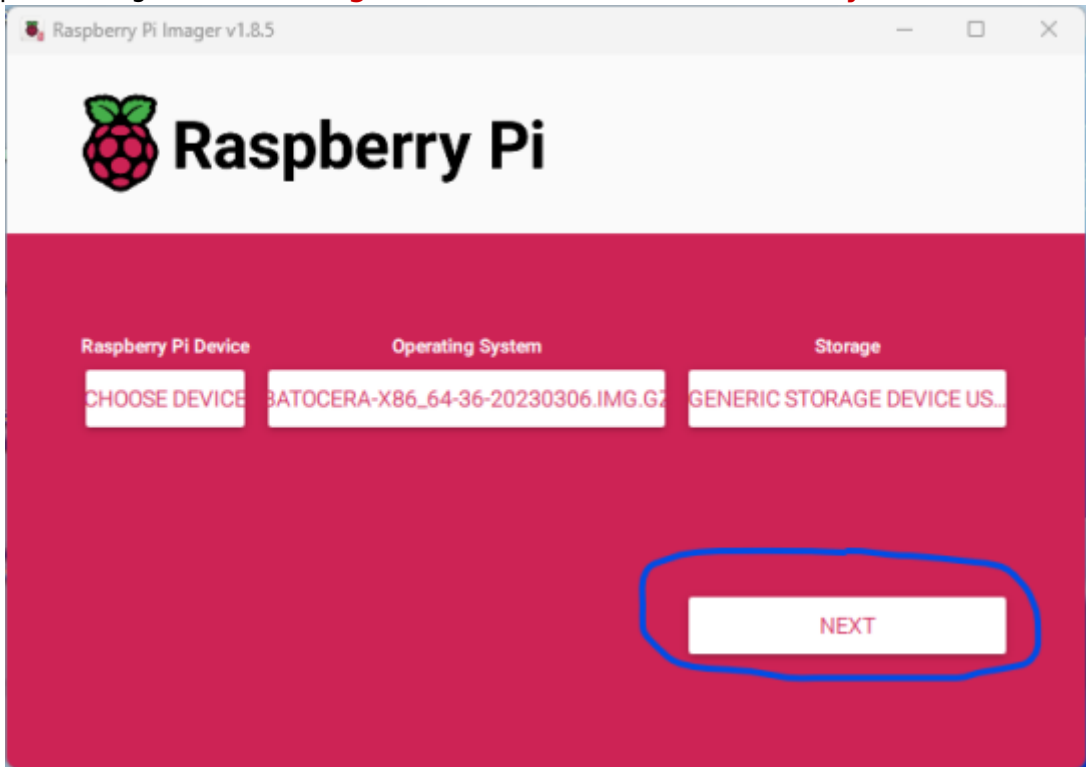 Raspberry Pi Imager v1.8.5
Raspberry Pi
Raspberry Pi Device Operating System Storage
CHOOSE DEVICE BATOCERA-X86_64-36-20230306.IMG.GZ GENERIC STORAGE DEVICE US...
NEXT